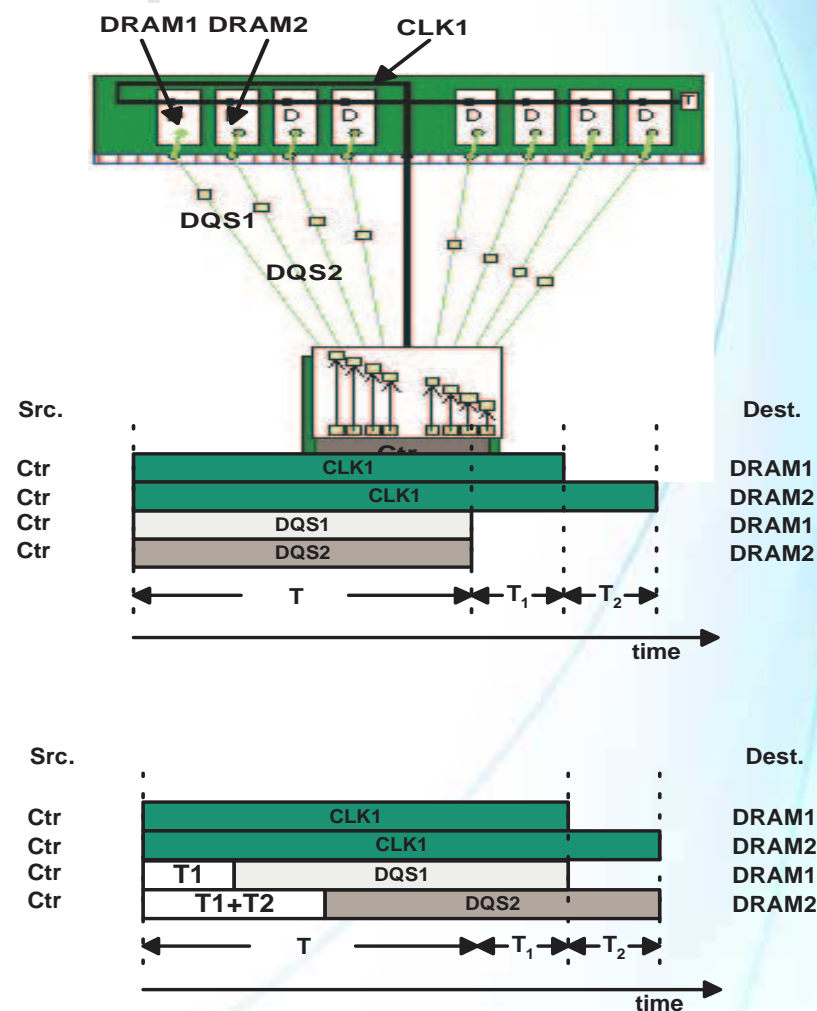 DRAM1 DRAM2 CLK1
T
D D D D D D
DQS1
DQS2
Src. Dest.
Ctr CLK1 DRAM1
Ctr CLK1 DRAM2
Ctr DQS1 DRAM1
Ctr DQS2 DRAM2
T T1 T2
time
Src. Dest.
Ctr CLK1 DRAM1
Ctr CLK1 DRAM2
Ctr T1 DQS1 DRAM1
Ctr T1+T2 DQS2 DRAM2
T T1 T2
time